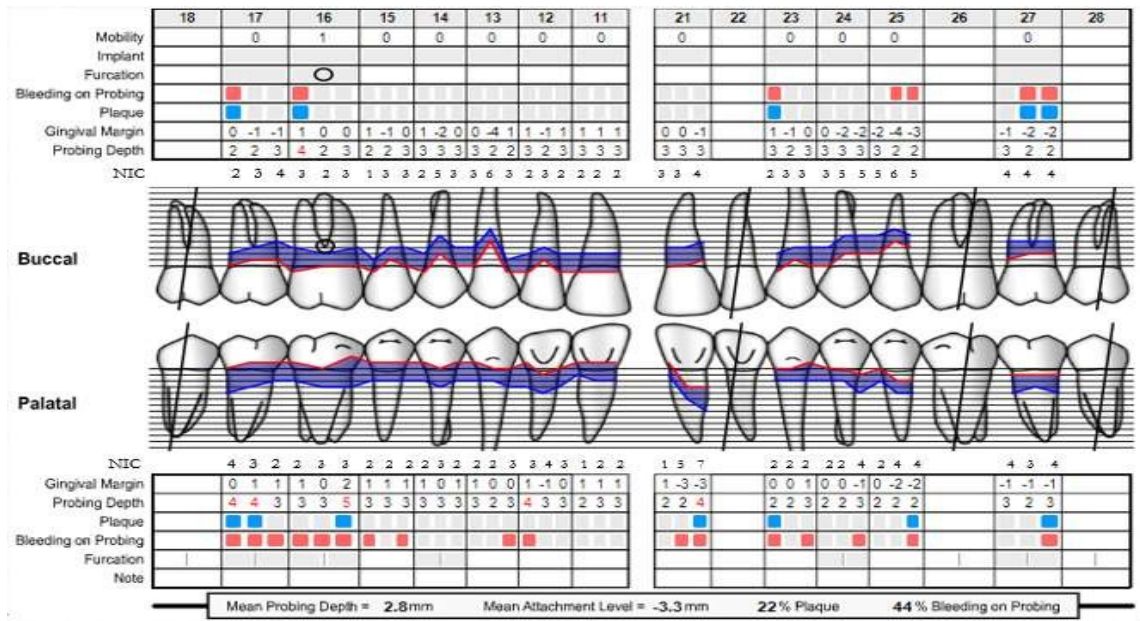 18 17 16 15 14 13 12 11 21 22 23 24 25 26 27 28
Mobility 0 1 0 0 0 0 0 0 0 0 0 0
Implant
Furcation
Bleeding on Probing
Plaque
Gingival Margin 0 -1 -1 1 0 0 1 -1 0 1 -2 0 0 -4 1 1 -1 1 1 1 1 0 0 -1 1 -1 0 0 -2 -2 -2 -4 -3 -1 -2 -2
Probing Depth 2 2 3 4 2 3 2 2 3 3 3 3 3 2 2 3 2 3 3 3 3 3 3 3 3 2 3 3 3 3 3 2 2 3 2 2
NIC 2 3 4 3 2 3 1 3 3 2 5 3 3 6 3 2 3 2 2 2 2 3 3 4 2 3 3 3 5 5 5 6 5 4 4 4
Buccal
Palatal
NIC 4 3 2 2 3 3 2 2 2 2 3 2 2 2 3 3 4 3 1 2 2 1 5 7 2 2 2 2 2 4 2 4 4 4 3 4
Gingival Margin 0 1 1 1 0 2 1 1 1 1 0 1 1 0 0 1 -1 0 1 1 1 1 -3 -3 0 0 1 0 0 -1 0 -2 -2 -1 -1 -1
Probing Depth 4 4 3 3 3 5 3 3 3 3 3 3 3 2 3 4 3 3 2 3 3 2 2 4 2 2 3 2 2 3 2 2 2 3 2 3
Plaque
Bleeding on Probing
Furcation
Note
Mean Probing Depth = 2.8mm Mean Attachment Level = -3.3mm 22% Plaque 44% Bleeding on Probing